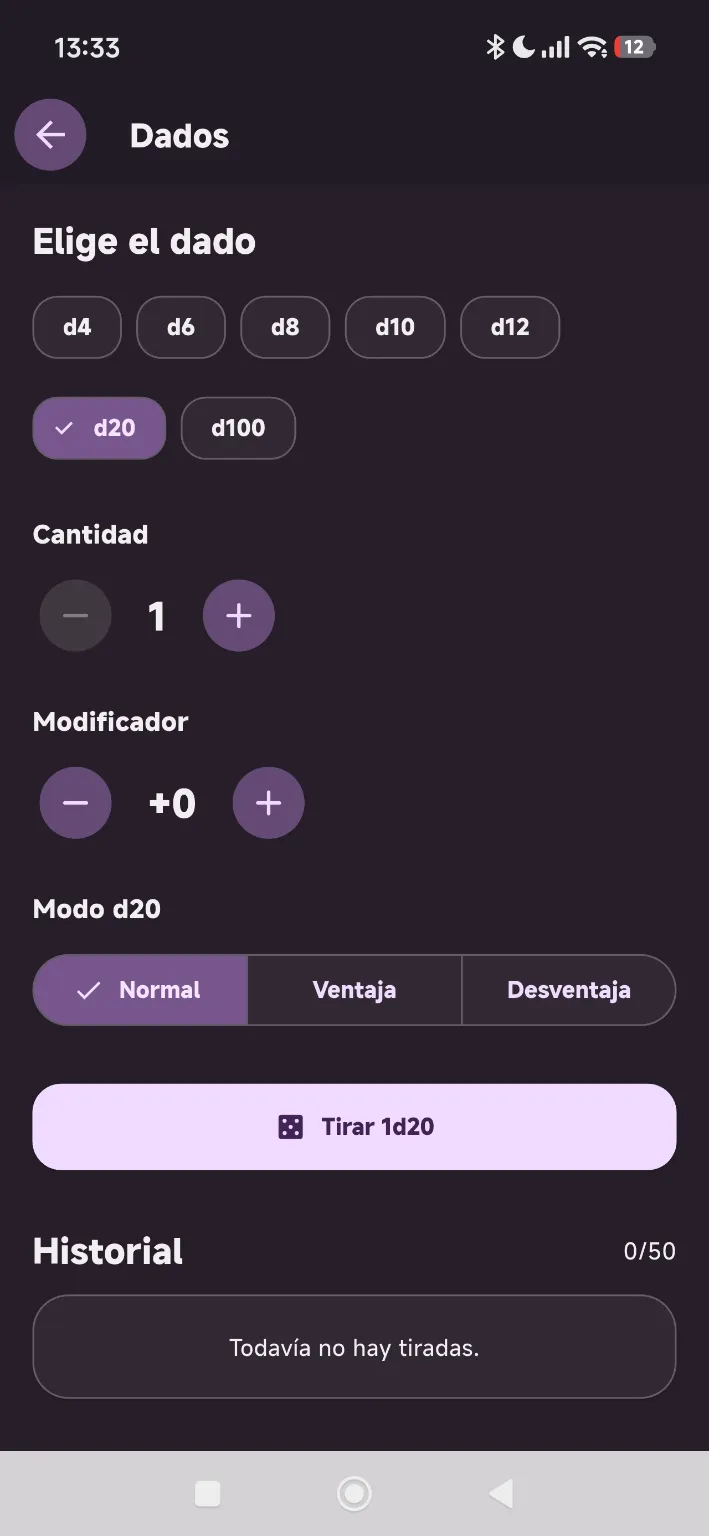 13:33 12
Dados
Elige el dado
d4 d6 d8 d10 d12
d20 d100
Cantidad
1
Modificador
+0
Modo d20
Normal Ventaja Desventaja
Tirar 1d20
Historial 0/50
Todavía no hay tiradas.